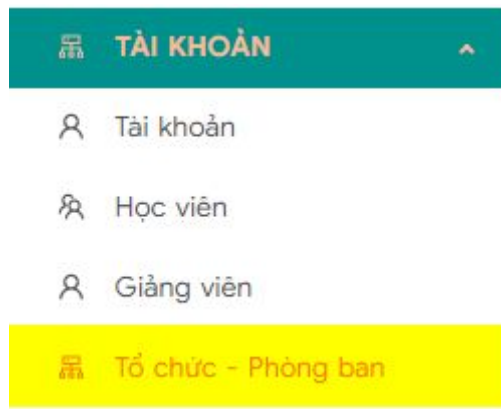 TÀI KHOẢN
Tài khoản
Học viên
Giảng viên
Tổ chức - Phòng ban